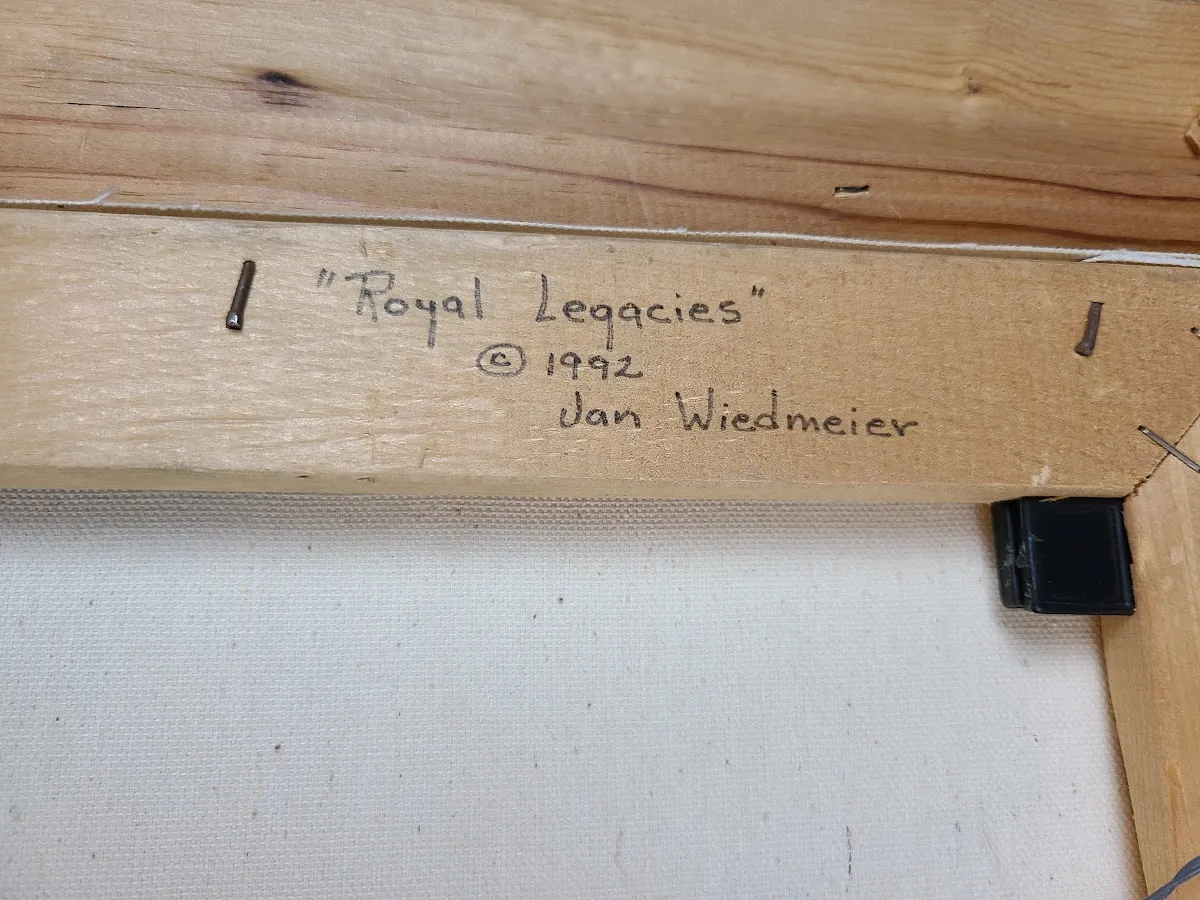 "Royal Legacies"
© 1992
Jan Wiedmeier